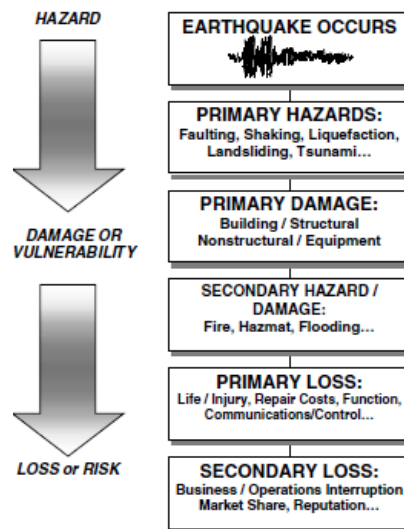 HAZARD
EARTHQUAKE OCCURS
PRIMARY HAZARDS:
Faulting, Shaking, Liquefaction,
Landsliding, Tsunami...
PRIMARY DAMAGE:
Building / Structural
Nonstructural / Equipment
DAMAGE OR
VULNERABILITY
SECONDARY HAZARD /
DAMAGE:
Fire, Hazmat, Flooding...
PRIMARY LOSS:
Life / Injury, Repair Costs, Function,
Communications/Control...
LOSS or RISK
SECONDARY LOSS:
Business / Operations Interruption
Market Share, Reputation...